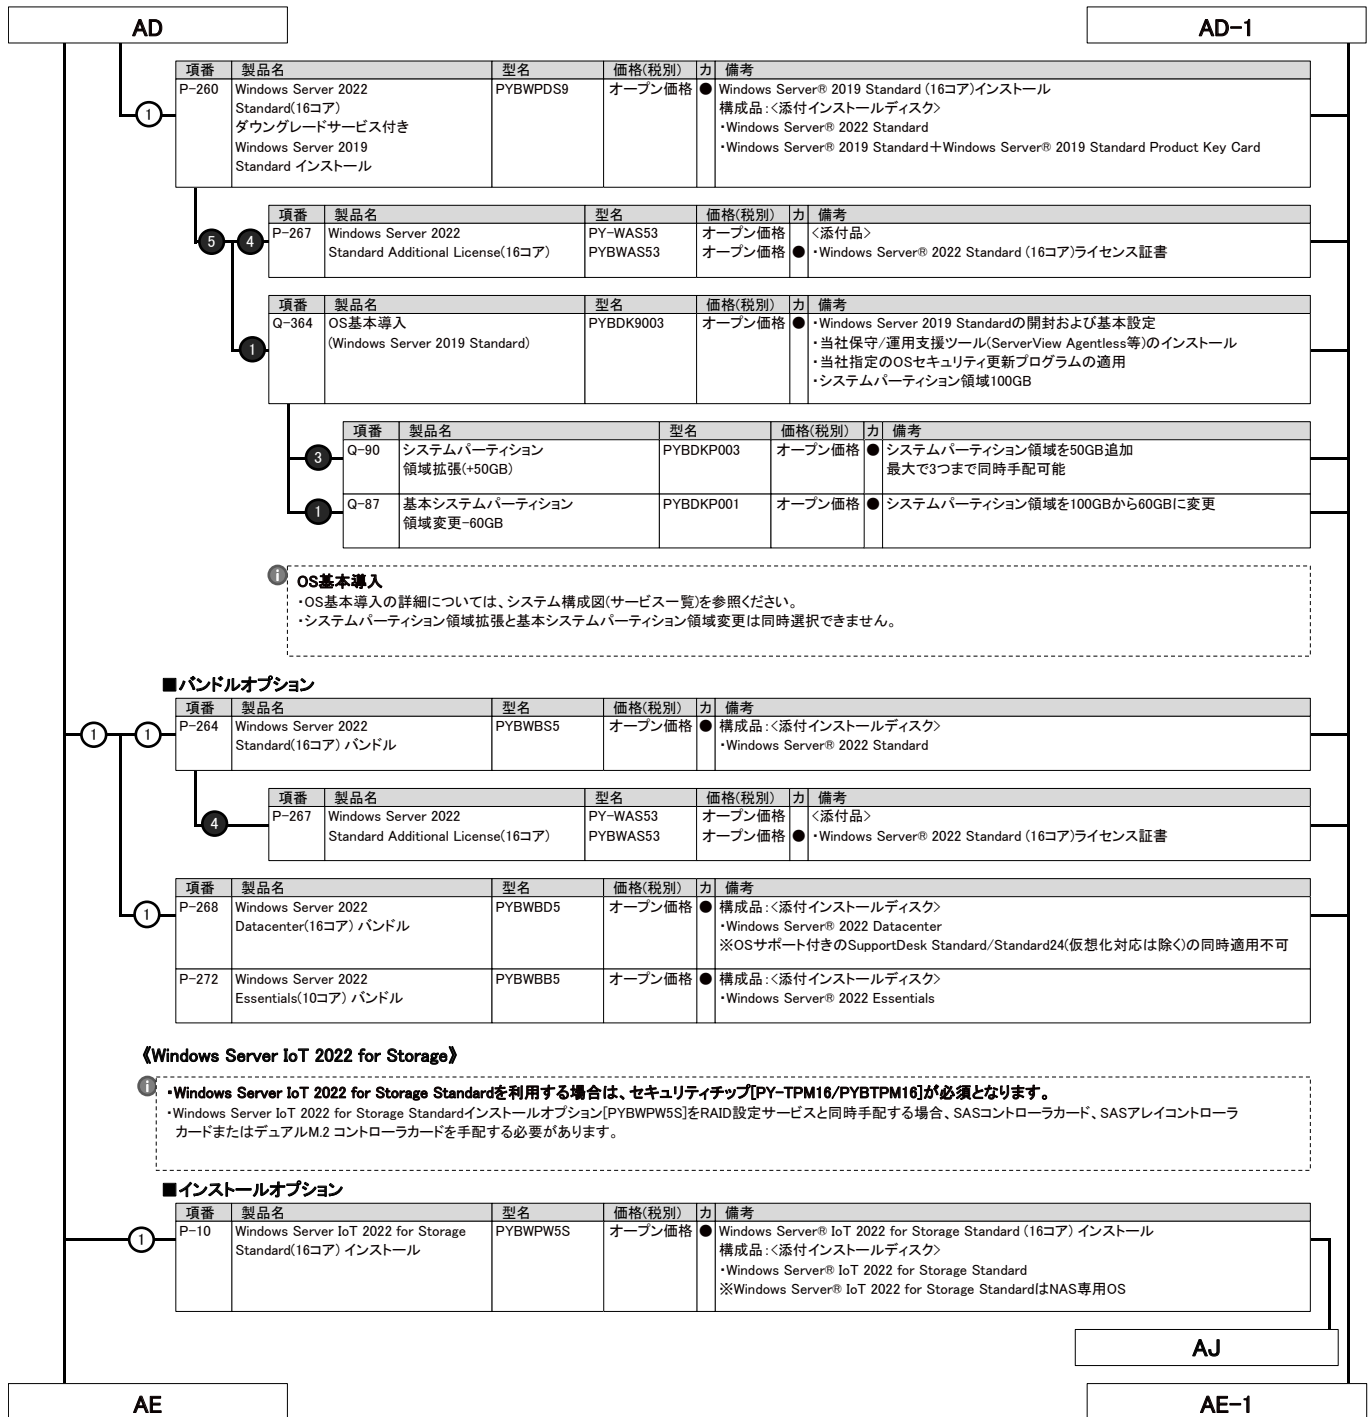 AD
AD-1
項番 製品名 型名 価格(税別) カ 備考
P-260 Windows Server 2022 PYBWPDS9 オープン価格 ● Windows Server® 2019 Standard (16コア)インストール
Standard(16コア) 構成品:<添付インストールディスク>
1
ダウングレードサービス付き ・Windows Server® 2022 Standard
Windows Server 2019 ・Windows Server® 2019 Standard+Windows Server® 2019 Standard Product Key Card
Standard インストール
項番 製品名 型名 価格(税別) カ 備考
5 4 P-267 Windows Server 2022 PY-WAS53 オープン価格 <添付品>
Standard Additional License(16コア) PYBWAS53 オープン価格 ● ・Windows Server® 2022 Standard (16コア)ライセンス証書
項番 製品名 型名 価格(税別) カ 備考
Q-364 OS基本導入 PYBDK9003 オープン価格 ● ・Windows Server 2019 Standardの開封および基本設定
1 (Windows Server 2019 Standard) ・当社保守/運用支援ツール(ServerView Agentless等)のインストール
・当社指定のOSセキュリティ更新プログラムの適用
・システムパーティション領域100GB
項番 製品名 型名 価格(税別) カ 備考
3 Q-90 システムパーティション PYBDKP003 オープン価格 ● システムパーティション領域を50GB追加
領域拡張(+50GB) 最大で3つまで同時手配可能
1 Q-87 基本システムパーティション PYBDKP001 オープン価格 ● システムパーティション領域を100GBから60GBに変更
領域変更-60GB
i OS基本導入
・OS基本導入の詳細については、システム構成図(サービス一覧)を参照ください。
・システムパーティション領域拡張と基本システムパーティション領域変更は同時選択できません。
■バンドルオプション
項番 製品名 型名 価格(税別) カ 備考
1 1 P-264 Windows Server 2022 PYBWBS5 オープン価格 ● 構成品:<添付インストールディスク>
Standard(16コア) バンドル ・Windows Server® 2022 Standard
項番 製品名 型名 価格(税別) カ 備考
4 P-267 Windows Server 2022 PY-WAS53 オープン価格 <添付品>
Standard Additional License(16コア) PYBWAS53 オープン価格 ● ・Windows Server® 2022 Standard (16コア)ライセンス証書
項番 製品名 型名 価格(税別) カ 備考
1 P-268 Windows Server 2022 PYBWBD5 オープン価格 ● 構成品:<添付インストールディスク>
Datacenter(16コア) バンドル ・Windows Server® 2022 Datacenter
※OSサポート付きのSupportDesk Standard/Standard24(仮想化対応は除く)の同時適用不可
P-272 Windows Server 2022 PYBWBB5 オープン価格 ● 構成品:<添付インストールディスク>
Essentials(10コア) バンドル ・Windows Server® 2022 Essentials
《Windows Server IoT 2022 for Storage》
i ・Windows Server IoT 2022 for Storage Standardを利用する場合は、セキュリティチップ[PY-TPM16/PYBTPM16]が必須となります。
・Windows Server IoT 2022 for Storage Standardインストールオプション[PYBWPW5S]をRAID設定サービスと同時手配する場合、SASコントローラカード、SASアレイコントローラ
カードまたはデュアルM.2 コントローラカードを手配する必要があります。
■インストールオプション
項番 製品名 型名 価格(税別) カ 備考
1 P-10 Windows Server IoT 2022 for Storage PYBWPW5S オープン価格 ● Windows Server® IoT 2022 for Storage Standard (16コア) インストール
Standard(16コア) インストール 構成品:<添付インストールディスク>
・Windows Server® IoT 2022 for Storage Standard
※Windows Server® IoT 2022 for Storage StandardはNAS専用OS
AJ
AE
AE-1